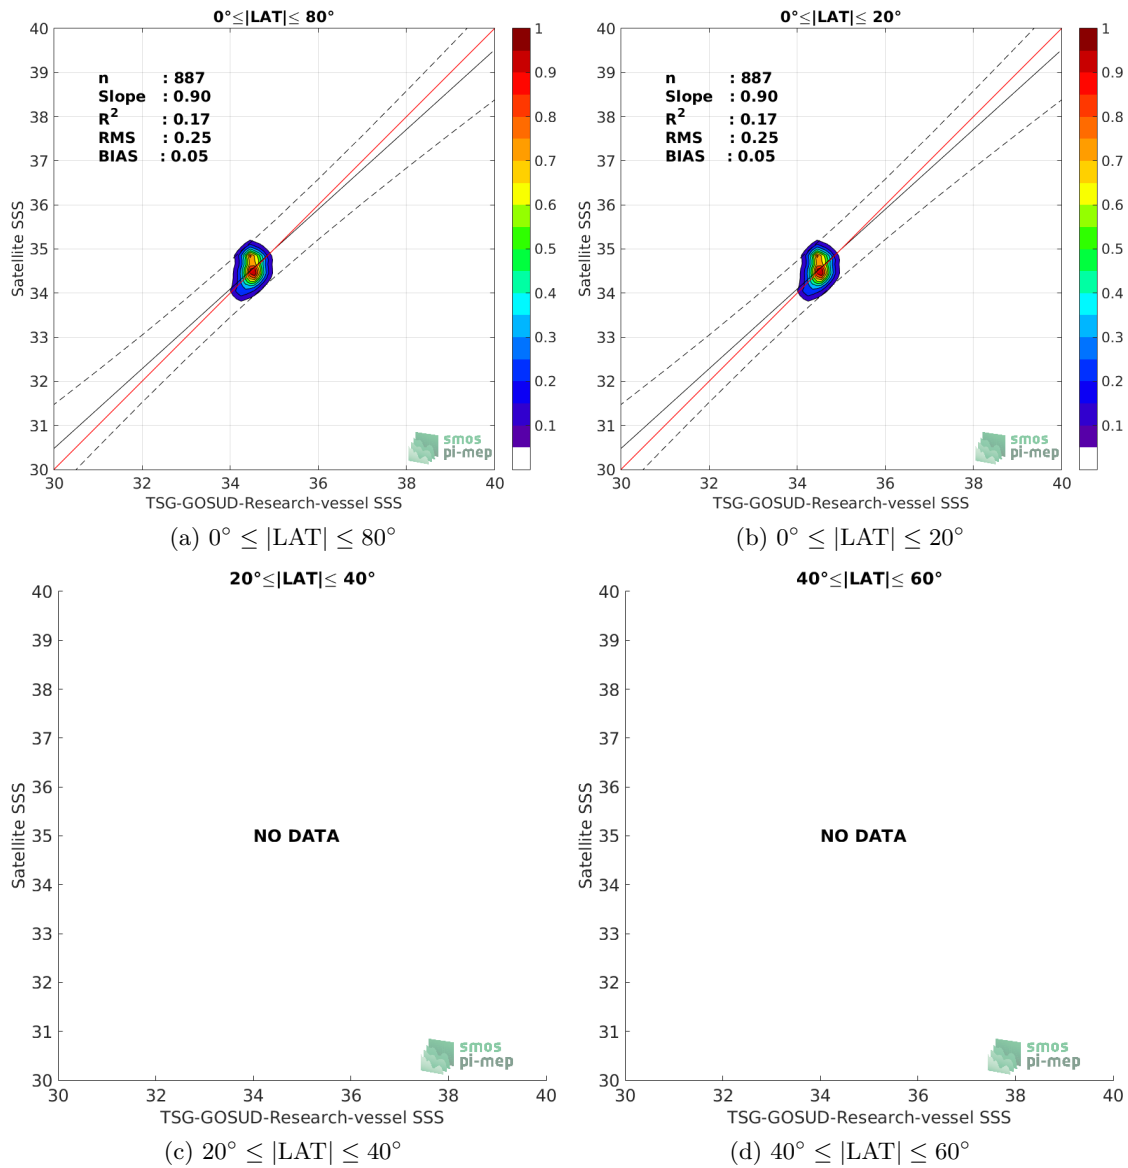 0°≤|LAT|≤ 80°
40
39
38
37
36
35
34
33
32
31
30
Satellite SSS
n : 887
Slope : 0.90
R2 : 0.17
RMS : 0.25
BIAS : 0.05
smos
pi-mep
30 32 34 36 38 40
TSG-GOSUD-Research-vessel SSS
1
0.9
0.8
0.7
0.6
0.5
0.4
0.3
0.2
0.1
(a) 0° ≤ |LAT| ≤ 80°
0°≤|LAT|≤ 20°
40
39
38
37
36
35
34
33
32
31
30
Satellite SSS
n : 887
Slope : 0.90
R2 : 0.17
RMS : 0.25
BIAS : 0.05
smos
pi-mep
30 32 34 36 38 40
TSG-GOSUD-Research-vessel SSS
1
0.9
0.8
0.7
0.6
0.5
0.4
0.3
0.2
0.1
(b) 0° ≤ |LAT| ≤ 20°
20°≤|LAT|≤ 40°
40
39
38
37
36
35
34
33
32
31
30
Satellite SSS
NO DATA
smos
pi-mep
30 32 34 36 38 40
TSG-GOSUD-Research-vessel SSS
(c) 20° ≤ |LAT| ≤ 40°
40°≤|LAT|≤ 60°
40
39
38
37
36
35
34
33
32
31
30
Satellite SSS
NO DATA
smos
pi-mep
30 32 34 36 38 40
TSG-GOSUD-Research-vessel SSS
(d) 40° ≤ |LAT| ≤ 60°